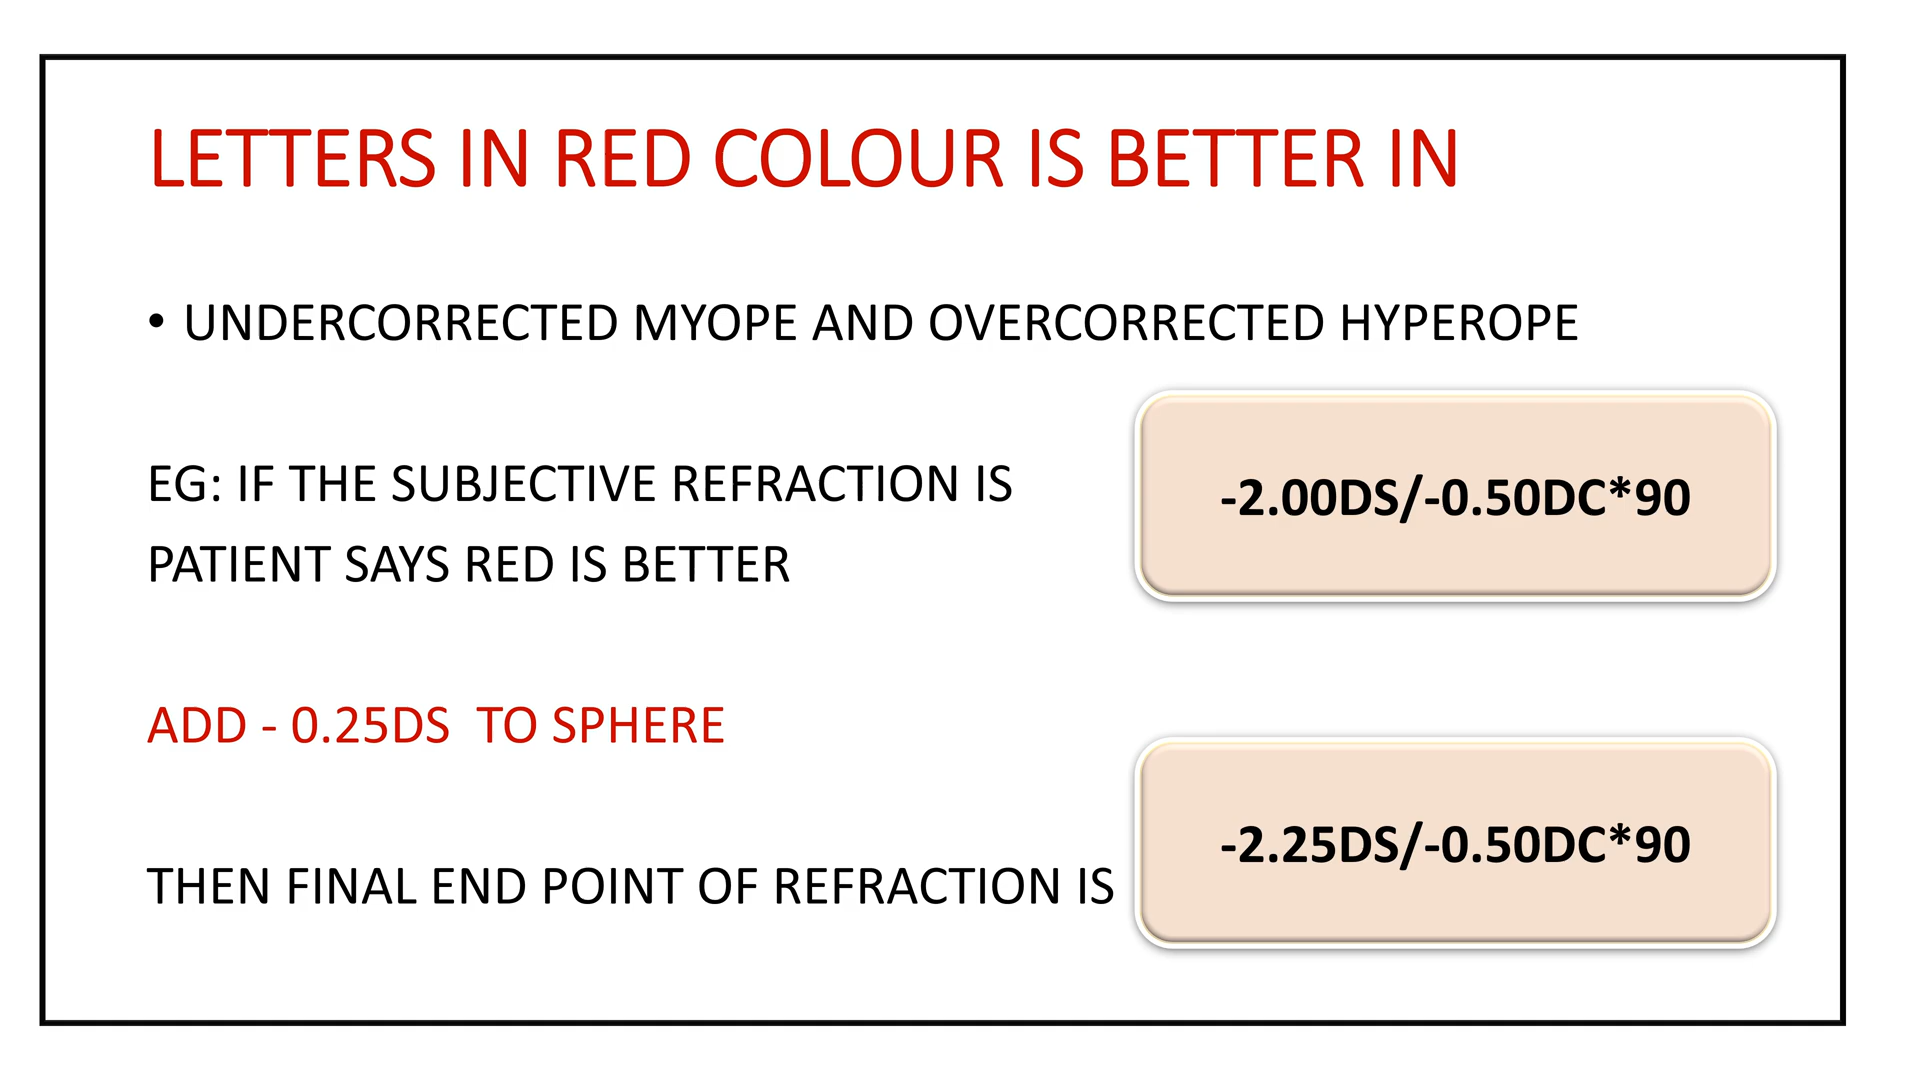 LETTERS IN RED COLOUR IS BETTER IN
• UNDERCORRECTED MYOPE AND OVERCORRECTED HYPEROPE
EG: IF THE SUBJECTIVE REFRACTION IS
-2.00DS/-0.50DC*90
PATIENT SAYS RED IS BETTER
ADD - 0.25DS TO SPHERE
THEN FINAL END POINT OF REFRACTION IS
-2.25DS/-0.50DC*90